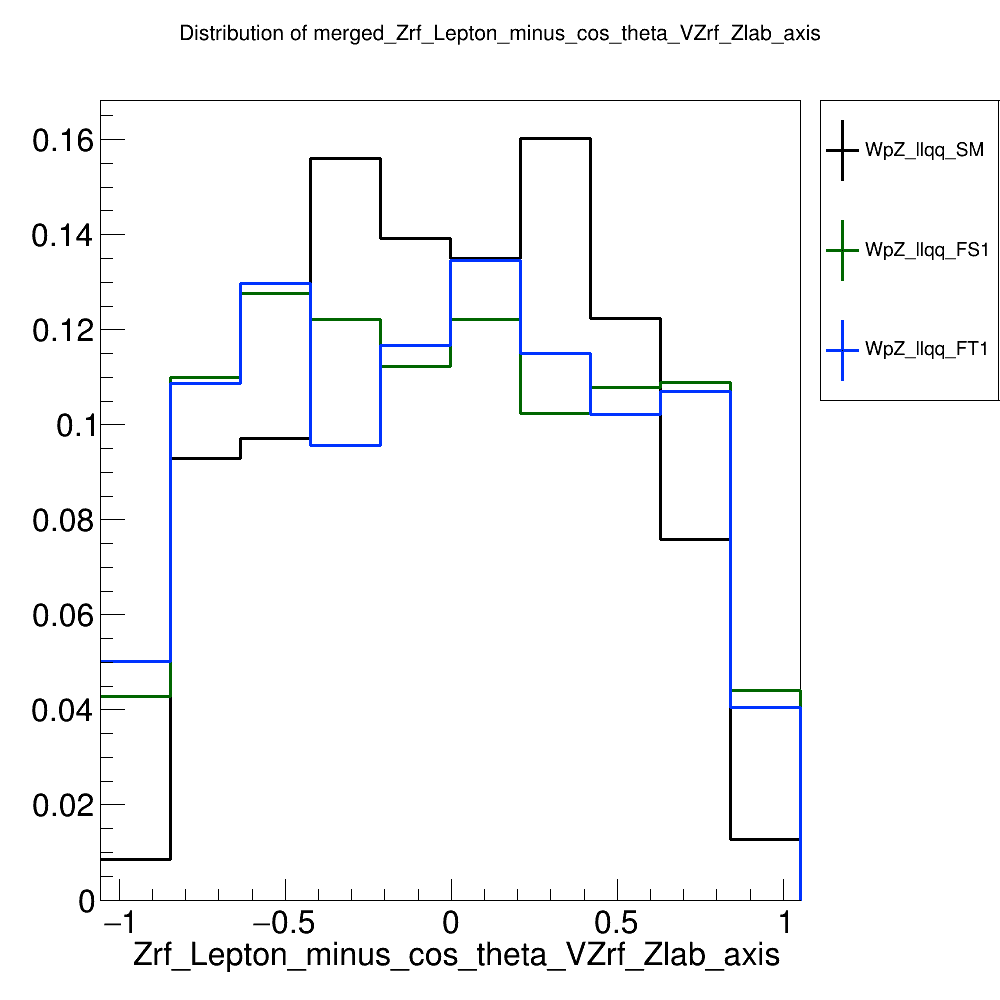 Distribution of merged_Zrf_Lepton_minus_cos_theta_VZrf_Zlab_axis
0.16
0.14
0.12
0.1
0.08
0.06
0.04
0.02
0
−1
−0.5
0
0.5
1
Zrf_Lepton_minus_cos_theta_VZrf_Zlab_axis
WpZ_llqq_SM
WpZ_llqq_FS1
WpZ_llqq_FT1